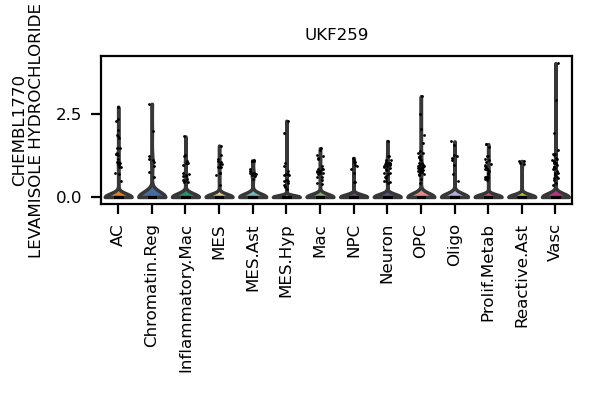 UKF259
CHEMBL1770
LEVAMISOLE HYDROCHLORIDE
2.5
0.0
AC
Chromatin.Reg
Inflammatory.Mac
MES
MES.Ast
MES.Hyp
Mac
NPC
Neuron
OPC
Oligo
Prolif.Metab
Reactive.Ast
Vasc